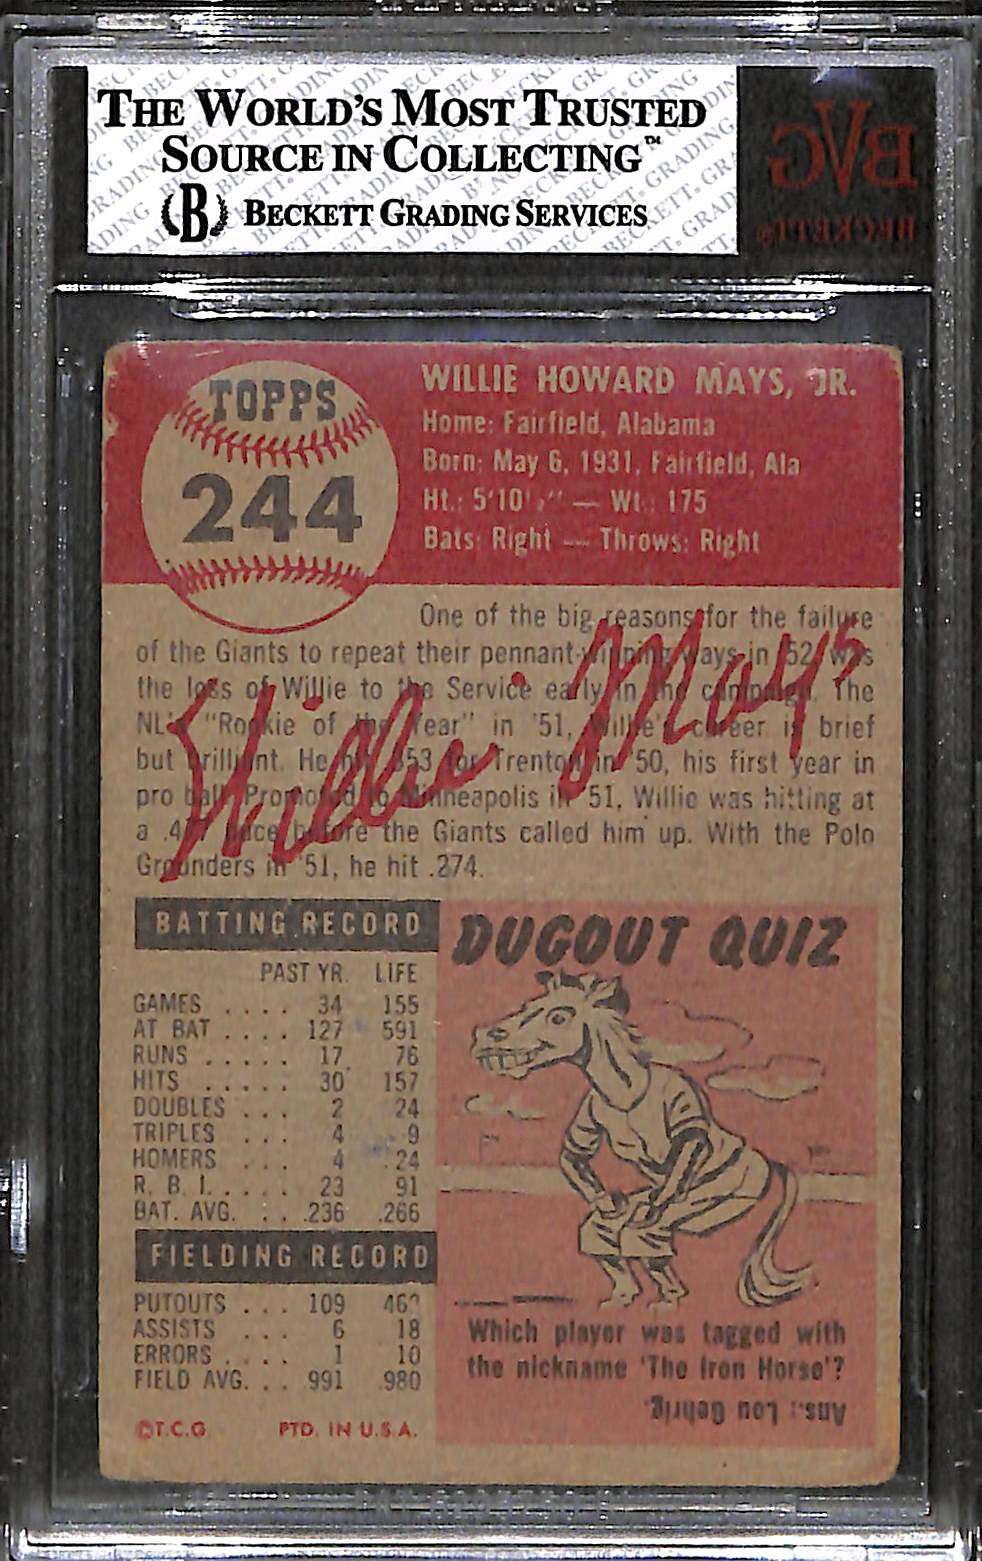 THE WORLD'S MOST TRUSTED
SOURCE IN COLLECTING™
(B) BECKETT GRADING SERVICES
BVG
BECKETT®
TOPPS
244
WILLIE HOWARD MAYS, JR.
Home: Fairfield, Alabama
Born: May 6, 1931, Fairfield, Ala
Ht.: 5'10½" — Wt.: 175
Bats: Right — Throws: Right
One of the big reasons for the failure
of the Giants to repeat their pennant-winning ways in '52 was
the loss of Willie to the Service early in the campaign. The
NL's "Rookie of the Year" in '51, Willie's career is brief
but brilliant. He hit .353 for Trenton in '50, his first year in
pro ball. Promoted to Minneapolis in '51, Willie was hitting at
a pace before the Giants called him up. With the Polo
Grounders in '51, he hit .274.
Willie Mays
BATTING RECORD
PAST YR. LIFE
GAMES .... 34 155
AT BAT .... 127 591
RUNS ..... 17 76
HITS ..... 30 157
DOUBLES ... 2 24
TRIPLES ... 4 9
HOMERS ... 4 24
R. B. I. .... 23 91
BAT. AVG. ... .236 .266
FIELDING RECORD
PUTOUTS ... 109
ASSISTS ... 6 18
ERRORS .... 1 10
FIELD AVG. .. .991 .980
©T.C.G. PTD. IN U.S.A.
DUGOUT QUIZ
Which player was tagged with
the nickname 'The Iron Horse'?
Ans.: Lou Gehrig.